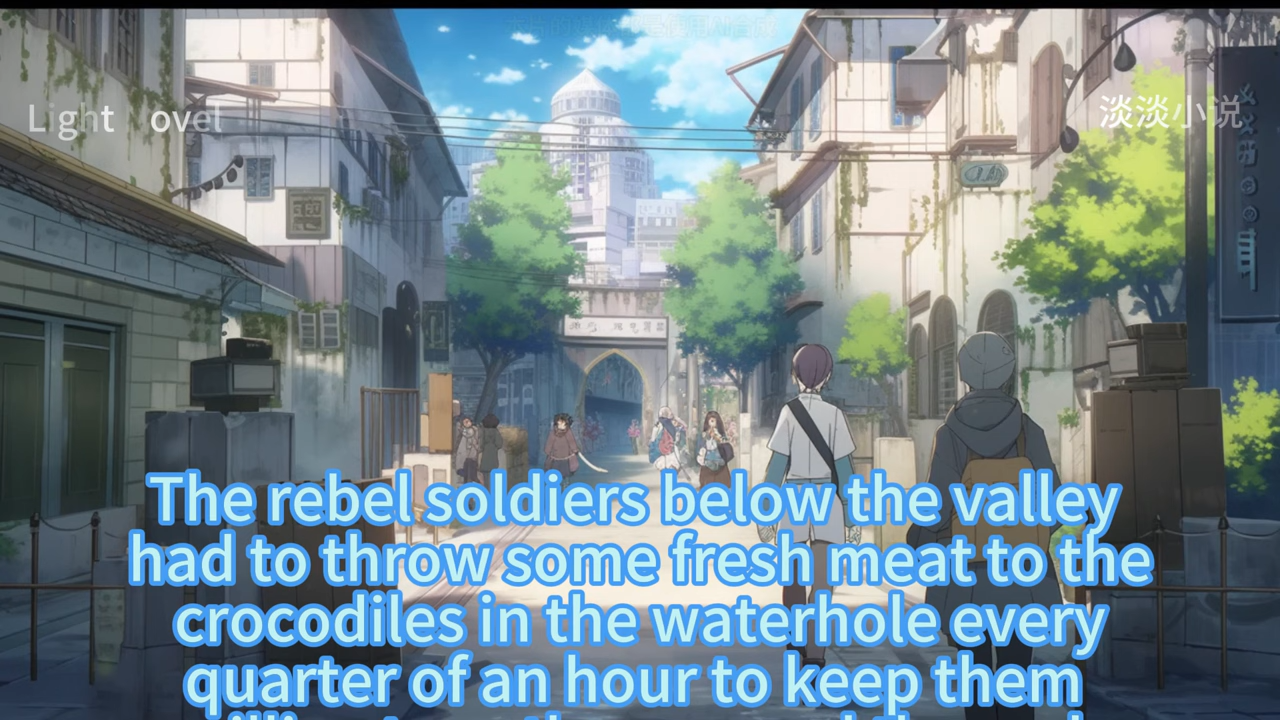 Light ovel
淡淡小说
The rebel soldiers below the valley
had to throw some fresh meat to the
crocodiles in the waterhole every
quarter of an hour to keep them